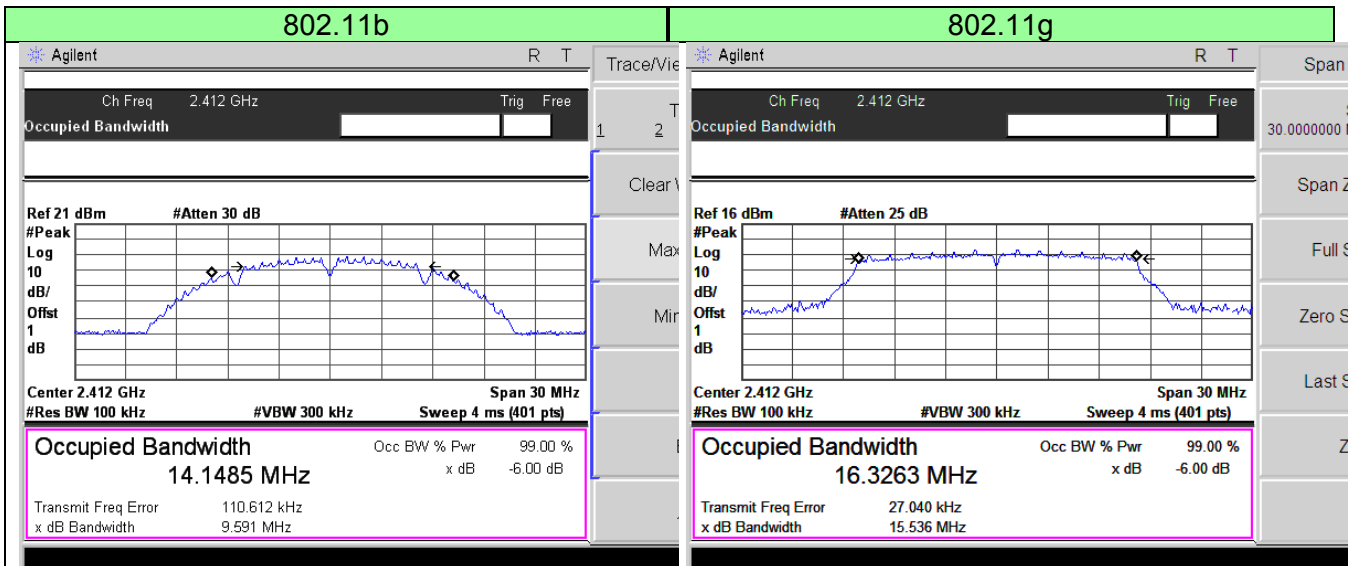 802.11b
Agilent
R T
Trace/Vie
Ch Freq 2.412 GHz
Trig Free
Occupied Bandwidth
T
1 2
Clear
Max
Mir
Ref 21 dBm
#Atten 30 dB
#Peak
Log
10
dB/
Offst
1
dB
Center 2.412 GHz
Span 30 MHz
#Res BW 100 kHz
#VBW 300 kHz
Sweep 4 ms (401 pts)
Occupied Bandwidth
14.1485 MHz
Occ BW % Pwr 99.00 %
x dB -6.00 dB
Transmit Freq Error 110.612 kHz
x dB Bandwidth 9.591 MHz
802.11g
Agilent
R T
Span
Ch Freq 2.412 GHz
Trig Free
Occupied Bandwidth
30.0000000
Span Z
Full S
Zero S
Last S
Z
Ref 16 dBm
#Atten 25 dB
#Peak
Log
10
dB/
Offst
1
dB
Center 2.412 GHz
Span 30 MHz
#Res BW 100 kHz
#VBW 300 kHz
Sweep 4 ms (401 pts)
Occupied Bandwidth
16.3263 MHz
Occ BW % Pwr 99.00 %
x dB -6.00 dB
Transmit Freq Error 27.040 kHz
x dB Bandwidth 15.536 MHz